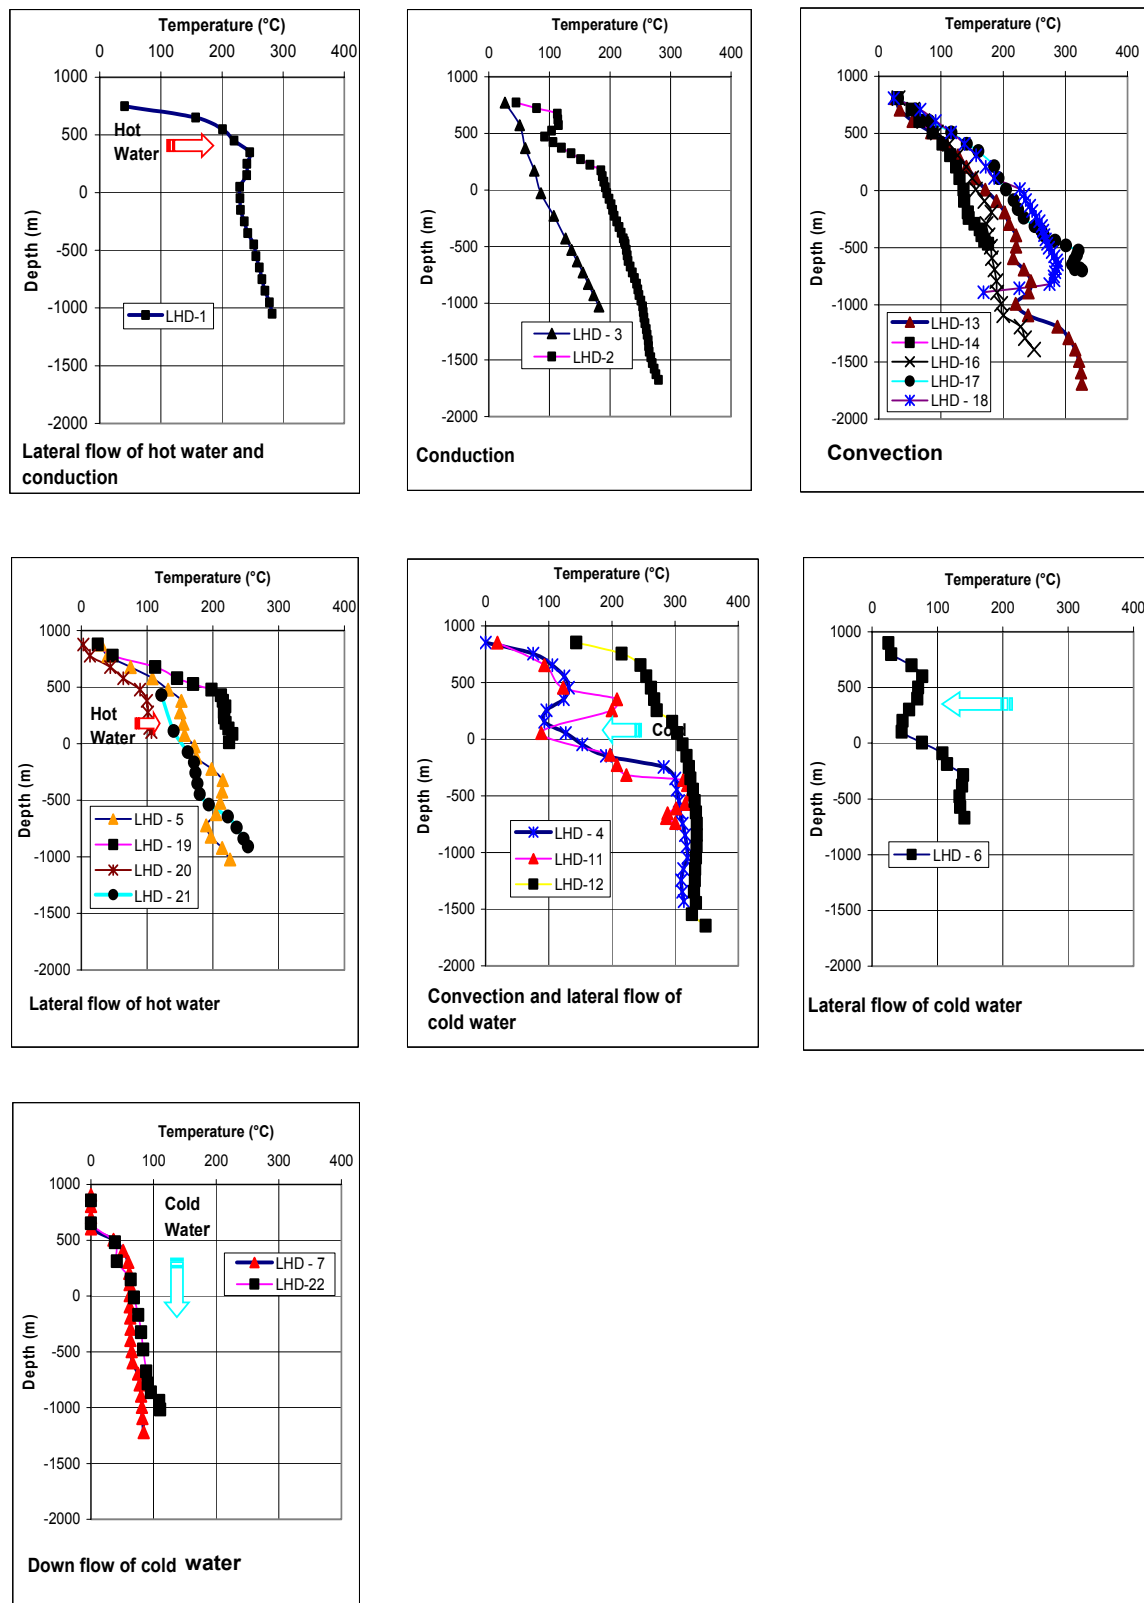 Temperature (°C)
0 100 200 300 400
1000
500
0
-500
-1000
-1500
-2000
Depth (m)
Hot
Water
LHD-1
Lateral flow of hot water and
conduction
Temperature (°C)
0 100 200 300 400
1000
500
0
-500
-1000
-1500
-2000
Depth (m)
LHD - 3
LHD-2
Conduction
Temperature (°C)
0 100 200 300 400
1000
500
0
-500
-1000
-1500
-2000
Depth (m)
LHD-13
LHD-14
LHD-16
LHD-17
LHD - 18
Convection
Temperature (°C)
0 100 200 300 400
1000
500
0
-500
-1000
-1500
-2000
Depth (m)
Hot
Water
LHD - 5
LHD - 19
LHD - 20
LHD - 21
Lateral flow of hot water
Temperature (°C)
0 100 200 300 400
1000
500
0
-500
-1000
-1500
-2000
Depth (m)
Cold
LHD - 4
LHD-11
LHD-12
Convection and lateral flow of
cold water
Temperature (°C)
0 100 200 300 400
1000
500
0
-500
-1000
-1500
-2000
Depth (m)
LHD - 6
Lateral flow of cold water
Temperature (°C)
0 100 200 300 400
1000
500
0
-500
-1000
-1500
-2000
Depth (m)
Cold
Water
LHD - 7
LHD-22
Down flow of cold water